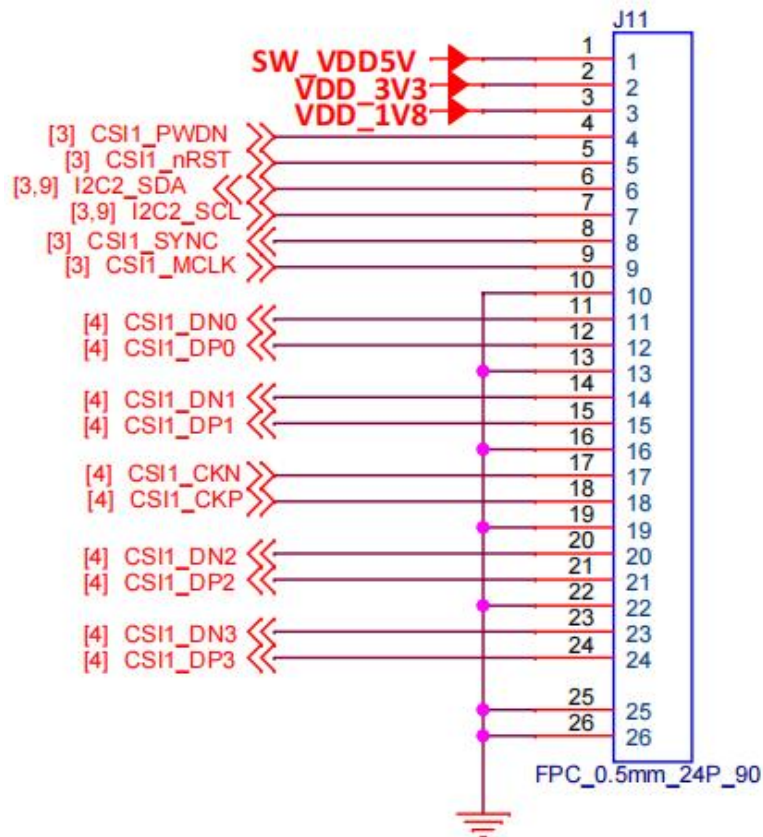 J11
SW_VDD5V 1 1
VDD_3V3 2 2
VDD_1V8 3 3
[3] CSI1_PWDN 4 4
[3] CSI1_nRST 5 5
[3,9] I2C2_SDA 6 6
[3,9] I2C2_SCL 7 7
[3] CSI1_SYNC 8 8
[3] CSI1_MCLK 9 9
10 10
[4] CSI1_DN0 11 11
[4] CSI1_DP0 12 12
13 13
[4] CSI1_DN1 14 14
[4] CSI1_DP1 15 15
16 16
[4] CSI1_CKN 17 17
[4] CSI1_CKP 18 18
19 19
[4] CSI1_DN2 20 20
[4] CSI1_DP2 21 21
22 22
[4] CSI1_DN3 23 23
[4] CSI1_DP3 24 24
25 25
26 26
FPC_0.5mm_24P_90